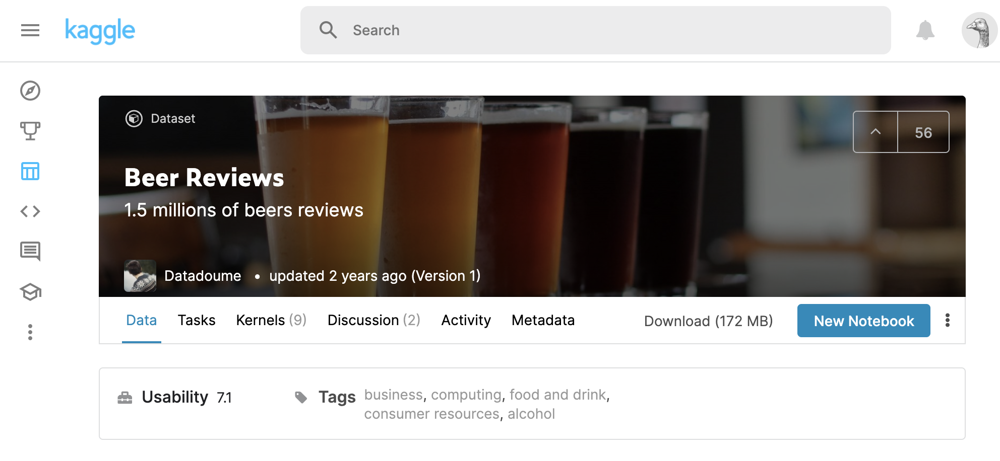 kaggle
Search
Dataset
56
Beer Reviews
1.5 millions of beers reviews
Datadoume • updated 2 years ago (Version 1)
Data Tasks Kernels (9) Discussion (2) Activity Metadata Download (172 MB) New Notebook
Usability 7.1 Tags business, computing, food and drink,
consumer resources, alcohol